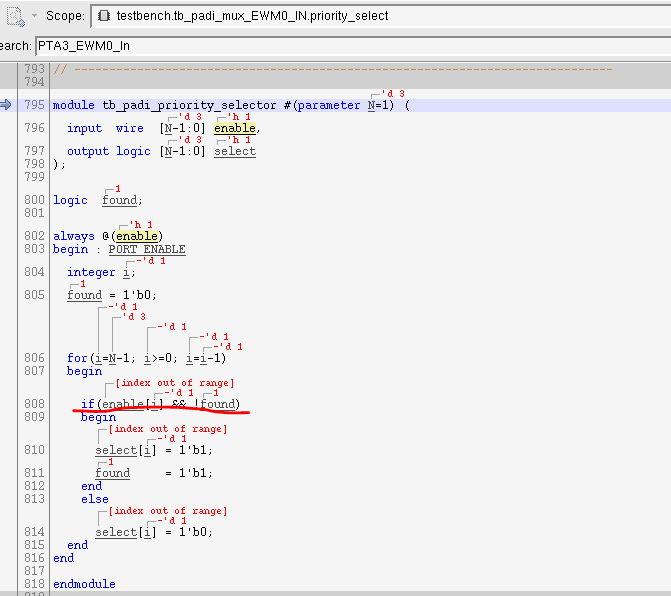 Scope: testbench.tb_padi_mux_EWM0_IN.priority_select
earch: PTA3_EWM0_In
793 // -----------------------------------------------------------------------------
794
'd 3
795 module tb_padi_priority_selector #(parameter N=1) (
'd 3 'h 1
796 input wire [N-1:0] enable,
'd 3 'h 1
797 output logic [N-1:0] select
798 );
799
1
800 logic found;
801
'h 1
802 always @(enable)
803 begin : PORT_ENABLE
-'d 1
804 integer i;
1
805 found = 1'b0;
-'d 1
'd 3
-'d 1
-'d 1
-'d 1
806 for(i=N-1; i>=0; i=i-1)
807 begin
[index out of range]
-'d 1 1
808 if(enable[i] && !found)
809 begin
[index out of range]
-'d 1
810 select[i] = 1'b1;
1
811 found = 1'b1;
812 end
813 else
[index out of range]
-'d 1
814 select[i] = 1'b0;
815 end
816 end
817
818 endmodule
819